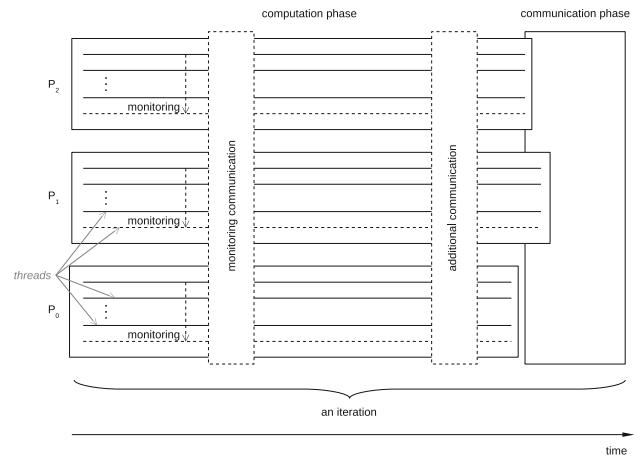 computation phase
communication phase
P2
monitoring
monitoring communication
additional communication
P1
monitoring
threads
P0
monitoring
an iteration
time